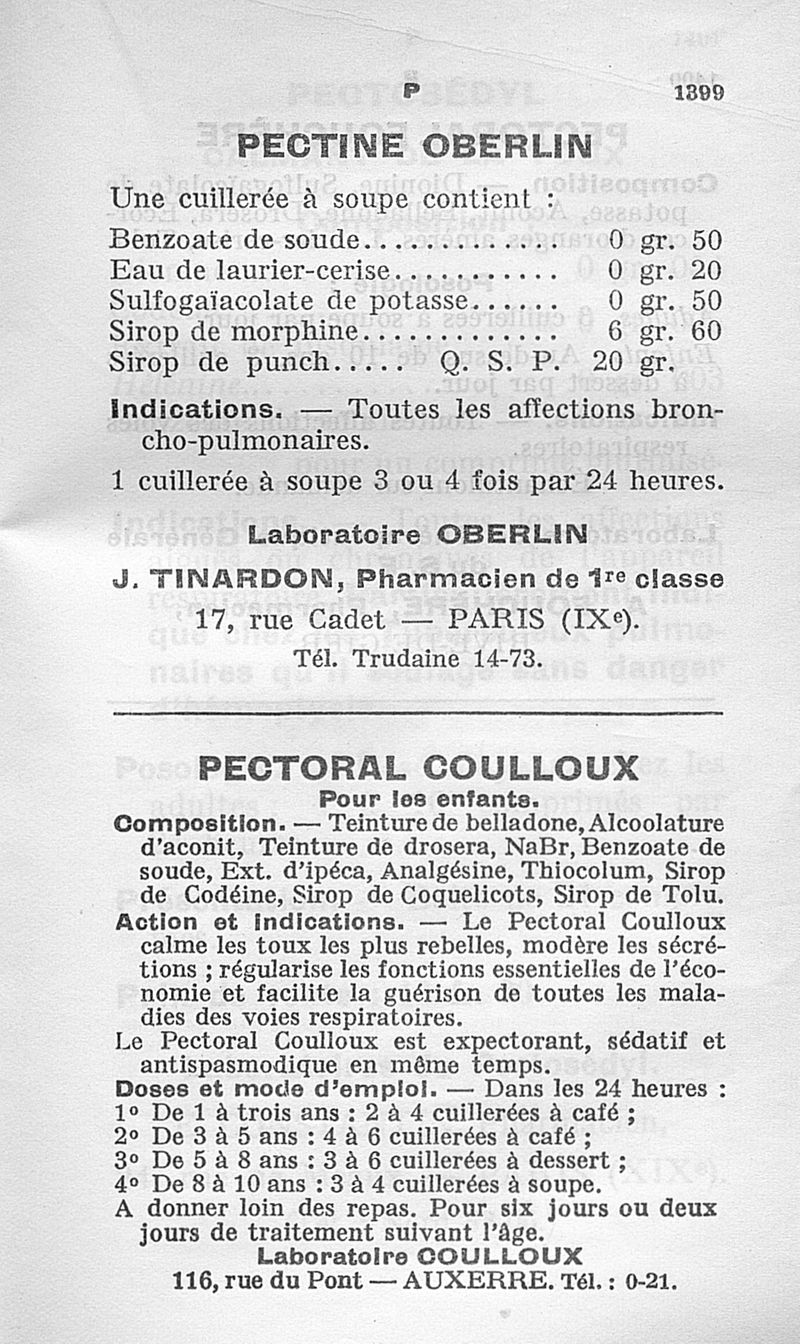 P
1399
PECTINE OBERLIN
Une cuillerée à soupe contient :
Benzoate de soude.............. 0 gr. 50
Eau de laurier-cerise........... 0 gr. 20
Sulfogaïacolate de potasse...... 0 gr. 50
Sirop de morphine............. 6 gr. 60
Sirop de punch..... Q. S. P. 20 gr.
Indications. — Toutes les affections bron-
cho-pulmonaires.
1 cuillerée à soupe 3 ou 4 fois par 24 heures.
Laboratoire OBERLIN
J. TINARDON, Pharmacien de 1re classe
17, rue Cadet — PARIS (IXe).
Tél. Trudaine 14-73.
PECTORAL COULLOUX
Pour les enfants.
Composition. — Teinture de belladone, Alcoolature
d'aconit, Teinture de drosera, NaBr, Benzoate de
soude, Ext. d'ipéca, Analgésine, Thiocolum, Sirop
de Codéine, Sirop de Coquelicots, Sirop de Tolu.
Action et indications. — Le Pectoral Coulloux
calme les toux les plus rebelles, modère les sécré-
tions ; régularise les fonctions essentielles de l'éco-
nomie et facilite la guérison de toutes les mala-
dies des voies respiratoires.
Le Pectoral Coulloux est expectorant, sédatif et
antispasmodique en même temps.
Doses et mode d'emploi. — Dans les 24 heures :
1o De 1 à trois ans : 2 à 4 cuillerées à café ;
2o De 3 à 5 ans : 4 à 6 cuillerées à café ;
3o De 5 à 8 ans : 3 à 6 cuillerées à dessert ;
4o De 8 à 10 ans : 3 à 4 cuillerées à soupe.
A donner loin des repas. Pour six jours ou deux
jours de traitement suivant l'âge.
Laboratoire COULLOUX
116, rue du Pont — AUXERRE. Tél. : 0-21.